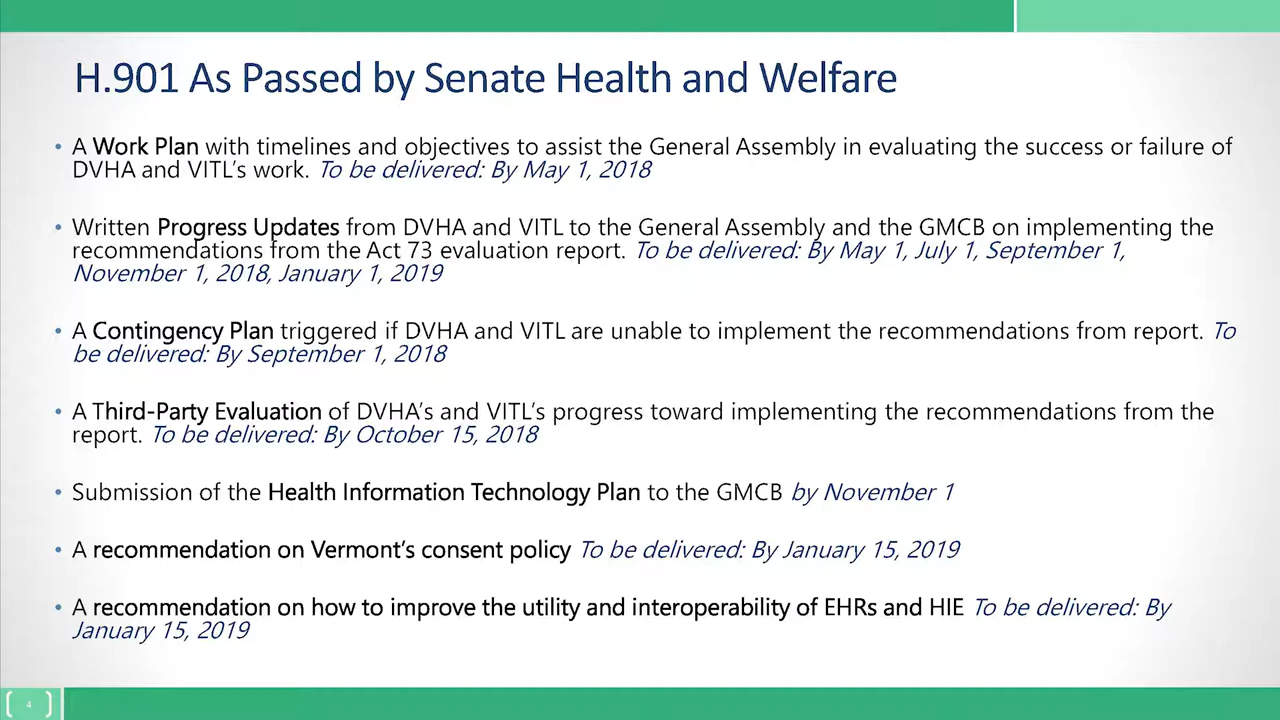 H.901 As Passed by Senate Health and Welfare
• A Work Plan with timelines and objectives to assist the General Assembly in evaluating the success or failure of
DVHA and VITL's work. To be delivered: By May 1, 2018
• Written Progress Updates from DVHA and VITL to the General Assembly and the GMCB on implementing the
recommendations from the Act 73 evaluation report. To be delivered: By May 1, July 1, September 1,
November 1, 2018, January 1, 2019
• A Contingency Plan triggered if DVHA and VITL are unable to implement the recommendations from report. To
be delivered: By September 1, 2018
• A Third-Party Evaluation of DVHA's and VITL's progress toward implementing the recommendations from the
report. To be delivered: By October 15, 2018
• Submission of the Health Information Technology Plan to the GMCB by November 1
• A recommendation on Vermont's consent policy To be delivered: By January 15, 2019
• A recommendation on how to improve the utility and interoperability of EHRs and HIE To be delivered: By
January 15, 2019
4